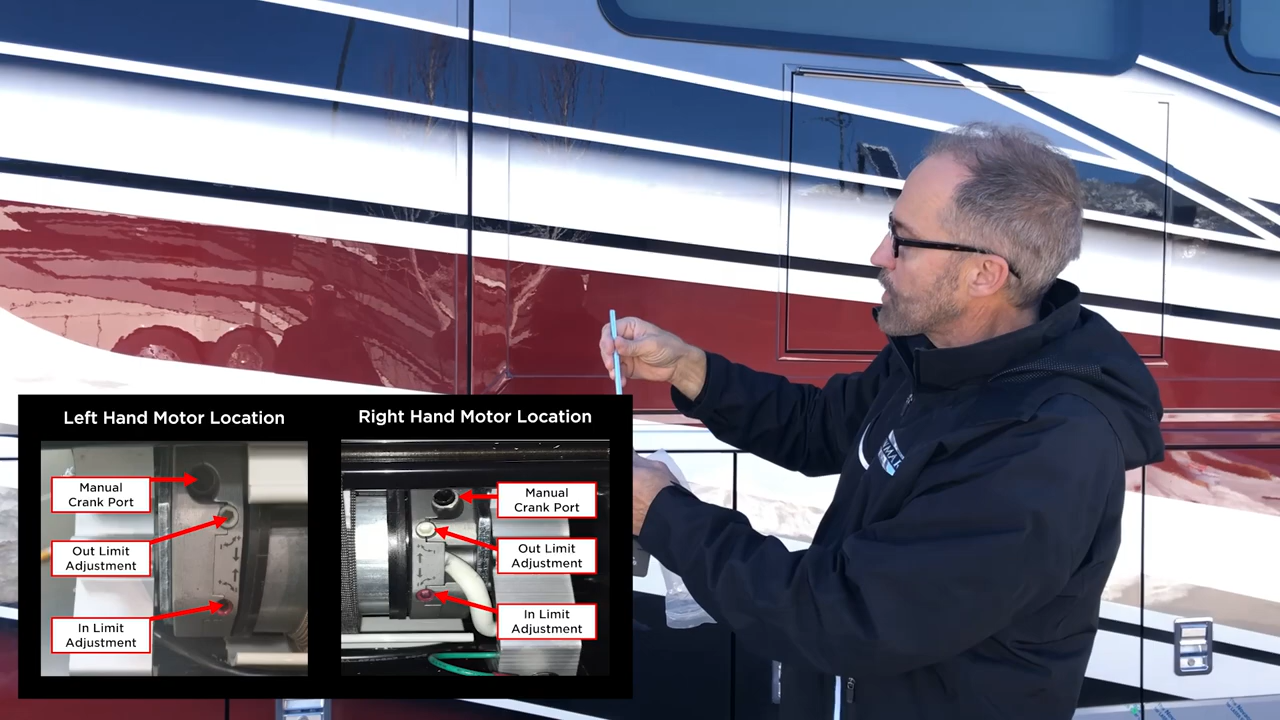 Left Hand Motor Location
Manual
Crank Port
Out Limit
Adjustment
In Limit
Adjustment
Right Hand Motor Location
Manual
Crank Port
Out Limit
Adjustment
In Limit
Adjustment